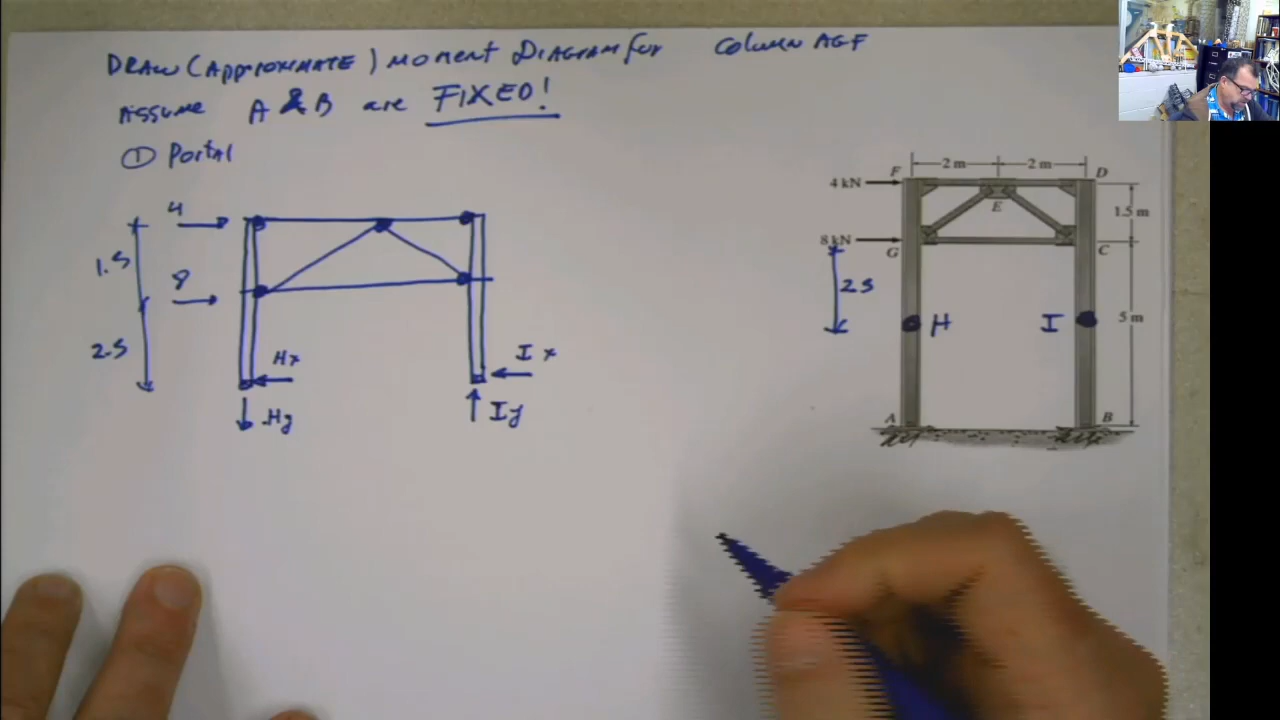 DRAW (APPROXIMATE) MOMENT DIAGRAM for COLUMN AGF
ASSUME A & B are FIXED!
① Portal
4
1.5
8
2.5
Hx
Hy
I x
Iy
2 m 2 m
F D
4 kN
E
1.5 m
8 kN
G C
2.5
H I 5 m
A B